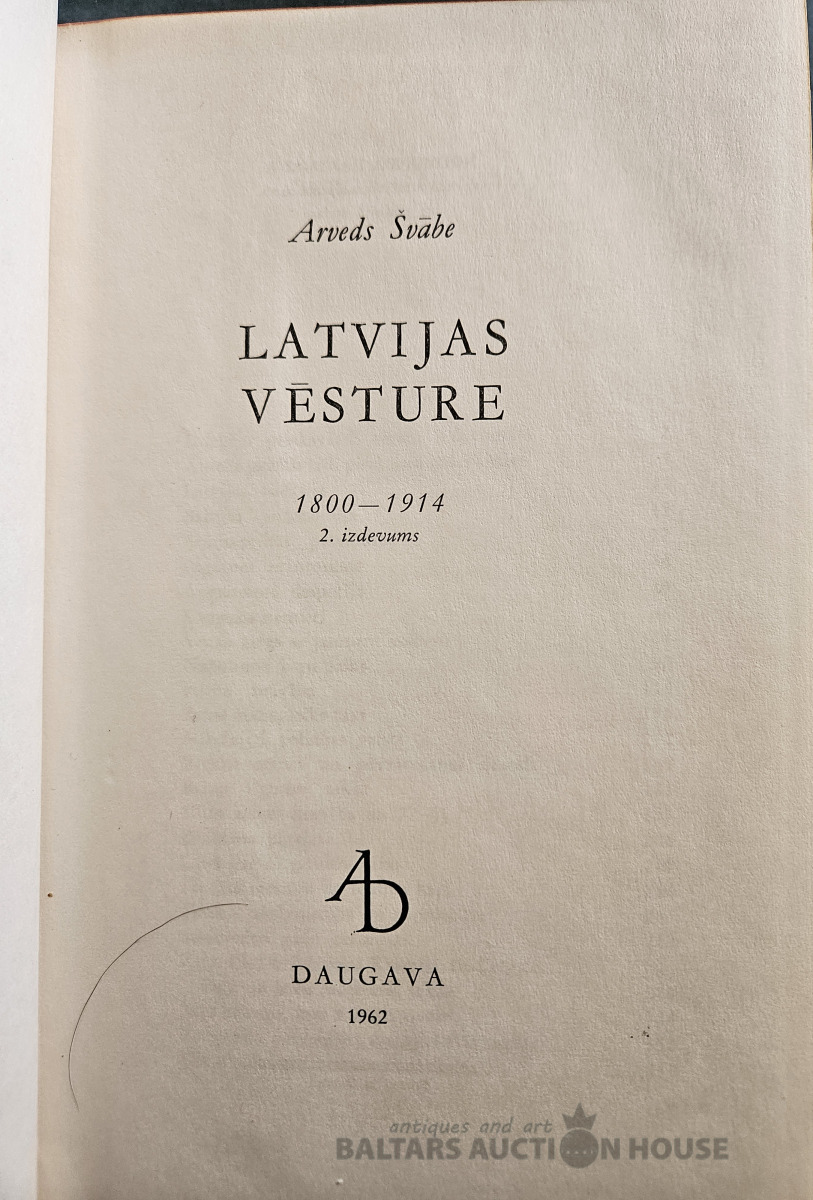 Arveds Švābe
LATVIJAS
VĒSTURE
1800—1914
2. izdevums
AD
DAUGAVA
1962
antiques and art
BALTARS AUCTION HOUSE